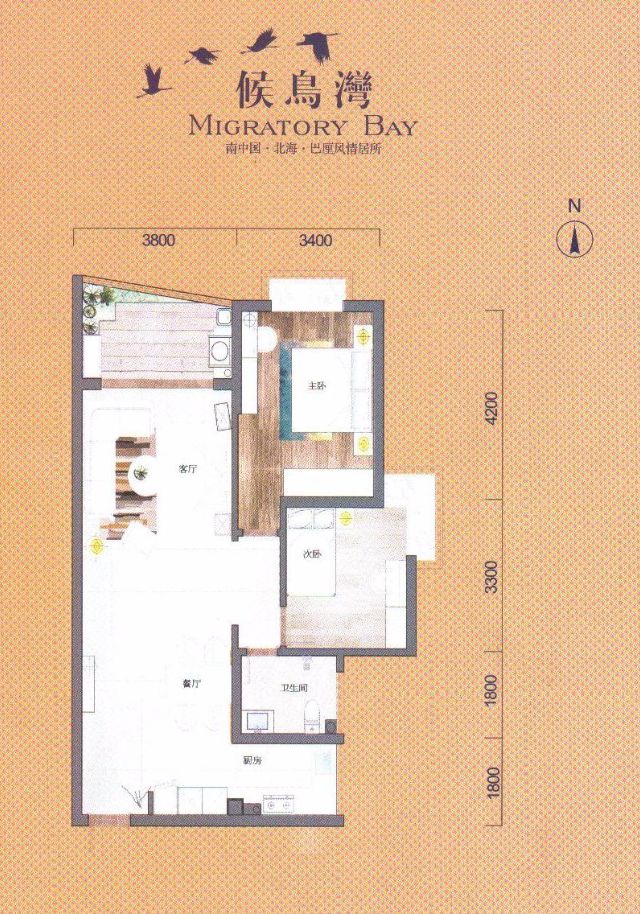 候鳥灣
MIGRATORY BAY
南中国·北海·巴厘风情居所
N
3800
3400
4200
3300
1800
1800
主卧
客厅
次卧
餐厅
卫生间
厨房